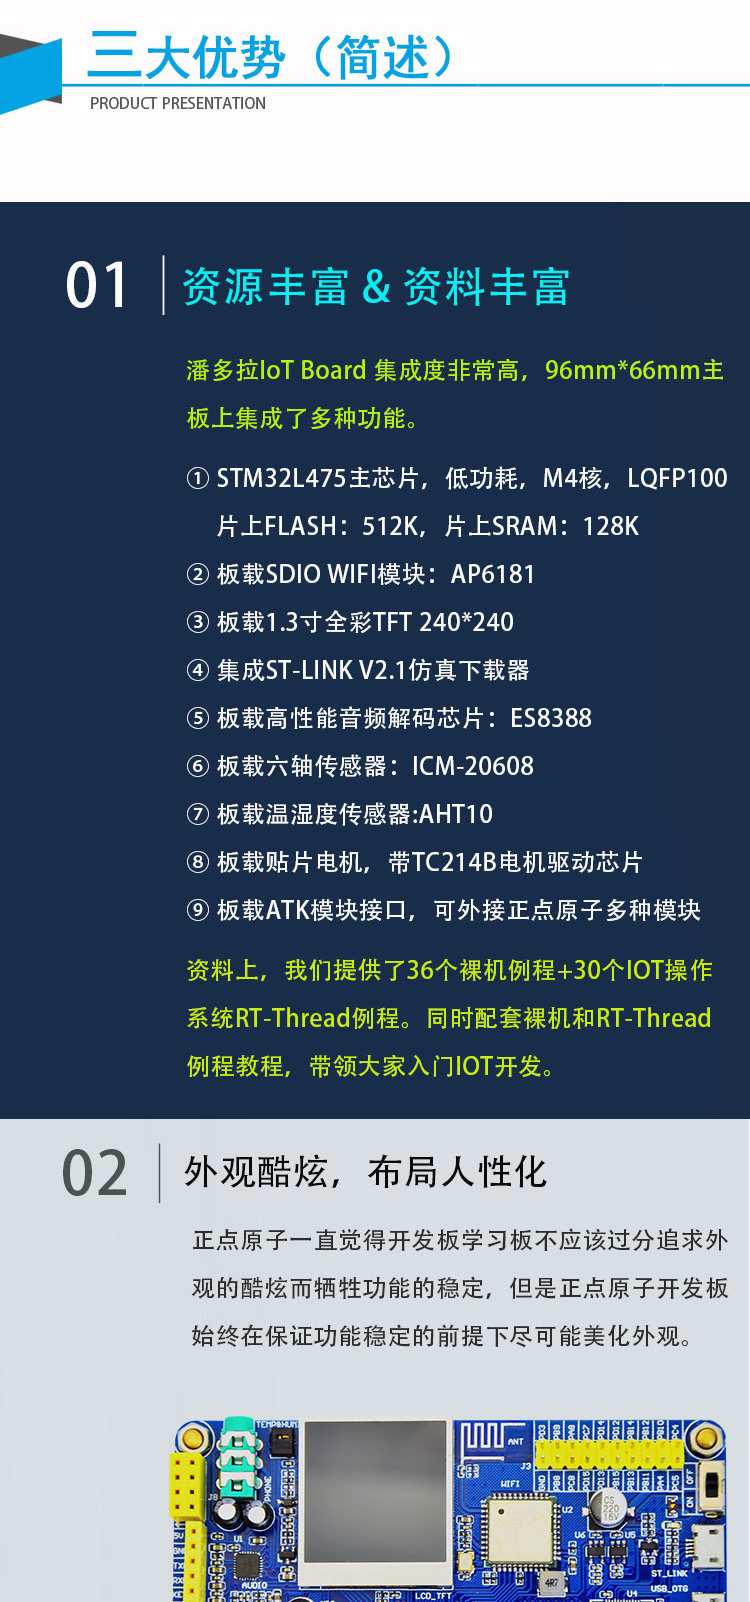 三大优势（简述）
PRODUCT PRESENTATION
01
资源丰富 & 资料丰富
潘多拉IoT Board 集成度非常高，96mm*66mm主
板上集成了多种功能。
① STM32L475主芯片，低功耗，M4核，LQFP100
片上FLASH：512K，片上SRAM：128K
② 板载SDIO WIFI模块：AP6181
③ 板载1.3寸全彩TFT 240*240
④ 集成ST-LINK V2.1仿真下载器
⑤ 板载高性能音频解码芯片：ES8388
⑥ 板载六轴传感器：ICM-20608
⑦ 板载温湿度传感器:AHT10
⑧ 板载贴片电机，带TC214B电机驱动芯片
⑨ 板载ATK模块接口，可外接正点原子多种模块
资料上，我们提供了36个裸机例程+30个IOT操作
系统RT-Thread例程。同时配套裸机和RT-Thread
例程教程，带领大家入门IOT开发。
02
外观酷炫，布局人性化
正点原子一直觉得开发板学习板不应该过分追求外
观的酷炫而牺牲功能的稳定，但是正点原子开发板
始终在保证功能稳定的前提下尽可能美化外观。
TEMP&HUM
ANT
J3
WIFI
U2
OFF
ON
J8
PHONE
U1
AUDIO
CS
220
16V
U6
U5
4R7
ST_LINK
USB_OTG
LCD_TFT
U4